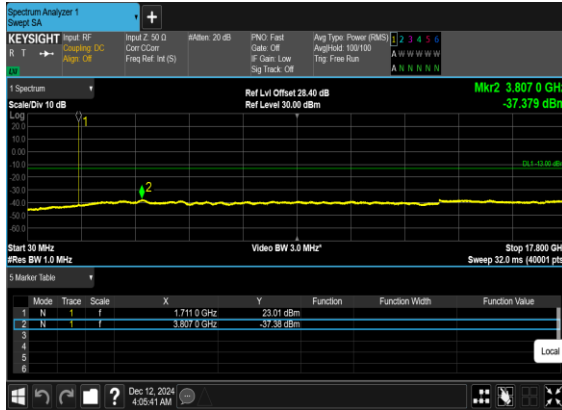 Spectrum Analyzer 1
Swept SA
+
KEYSIGHT Input: RF Input Z: 50 Ω #Atten: 20 dB PNO: Fast Avg Type: Power (RMS) 1 2 3 4 5 6
R T Coupling: DC Corr CCorr Gate: Off Avg|Hold: 100/100 A W W W W W
Align: Off Freq Ref: Int (S) IF Gain: Low Trig: Free Run
LU Sig Track: Off A N N N N N
1 Spectrum Ref Lvl Offset 28.40 dB Mkr2 3.807 0 GHz
Scale/Div 10 dB Ref Level 30.00 dBm -37.379 dBm
Log
20.0
10.0
0.00
-10.0
-20.0
-30.0
-40.0
-50.0
-60.0
1
2
DL1 -13.00 dBm
Start 30 MHz Video BW 3.0 MHz* Stop 17.800 GHz
#Res BW 1.0 MHz Sweep 32.0 ms (40001 pts)
5 Marker Table
Mode Trace Scale X Y Function Function Width Function Value
1 N 1 f 1.711 0 GHz 23.01 dBm
2 N 1 f 3.807 0 GHz -37.38 dBm
3
4
5
6
Local
? Dec 12, 2024
4:05:41 AM